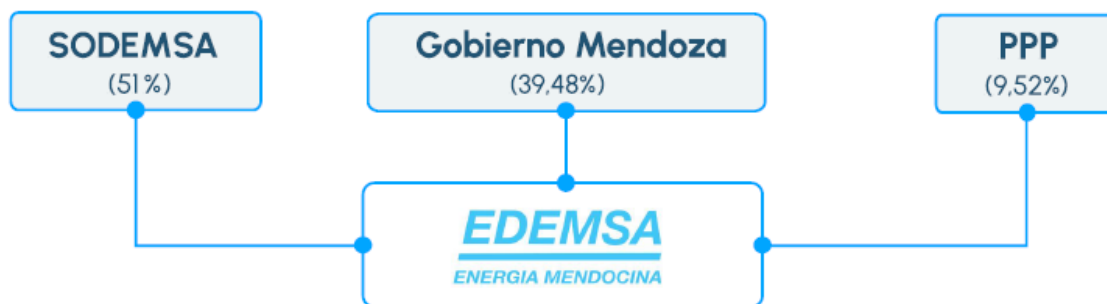 SODEMSA
(51%)
Gobierno Mendoza
(39,48%)
PPP
(9,52%)
EDEMSA
ENERGIA MENDOCINA